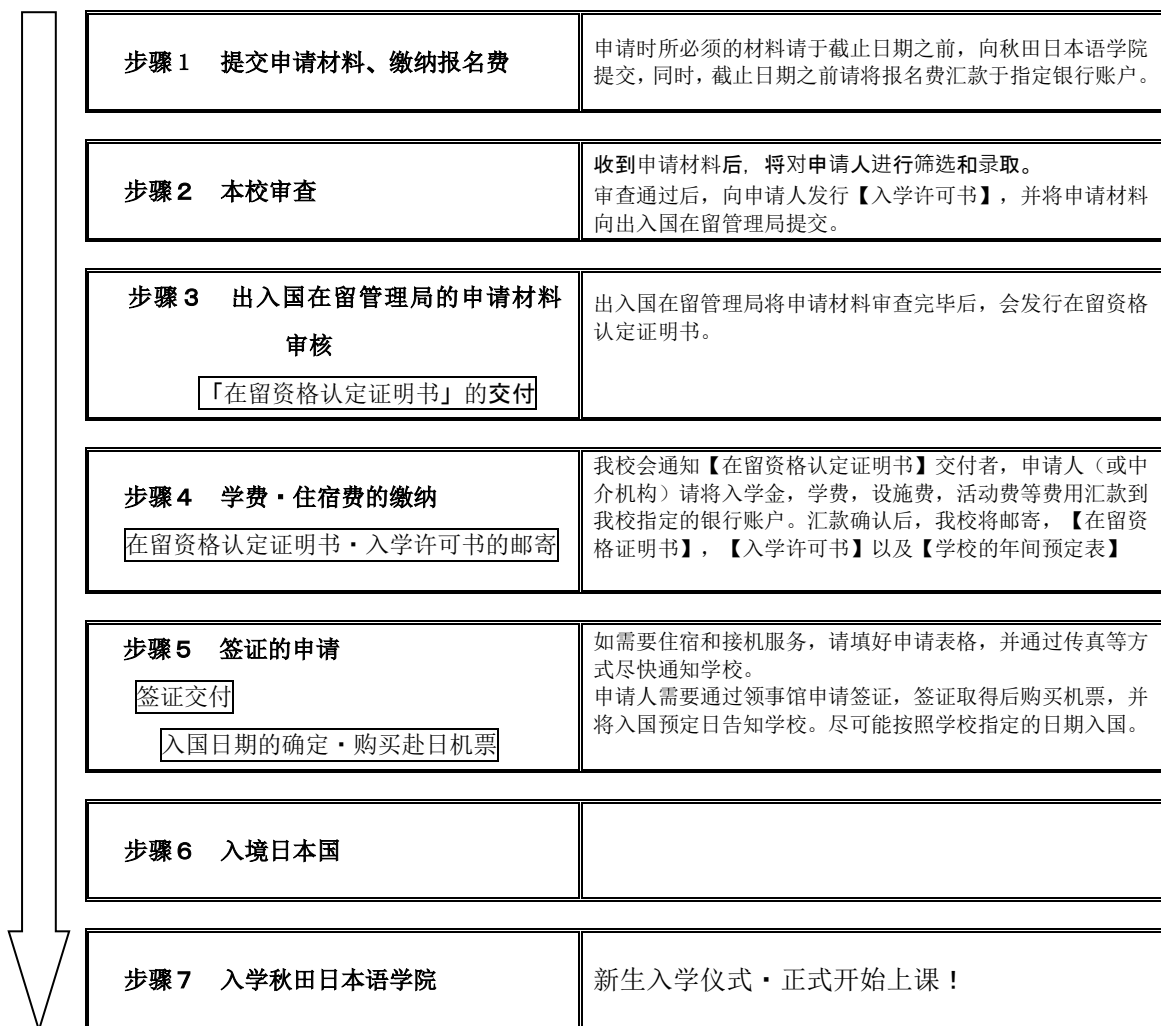 步骤1 提交申请材料、缴纳报名费
申请时所必须的材料请于截止日期之前，向秋田日本语学院
提交，同时，截止日期之前请将报名费汇款于指定银行账户。
步骤2 本校审查
收到申请材料后，将对申请人进行筛选和录取。
审查通过后，向申请人发行【入学许可书】，并将申请材料
向出入国在留管理局提交。
步骤3 出入国在留管理局的申请材料
审核
「在留资格认定证明书」的交付
出入国在留管理局将申请材料审查完毕后，会发行在留资格
认定证明书。
步骤4 学费・住宿费的缴纳
在留资格认定证明书・入学许可书的邮寄
我校会通知【在留资格认定证明书】交付者，申请人（或中
介机构）请将入学金，学费，设施费，活动费等费用汇款到
我校指定的银行账户。汇款确认后，我校将邮寄，【在留资
格证明书】，【入学许可书】以及【学校的年间预定表】
步骤5 签证的申请
签证交付
入国日期的确定・购买赴日机票
如需要住宿和接机服务，请填好申请表格，并通过传真等方
式尽快通知学校。
申请人需要通过领事馆申请签证，签证取得后购买机票，并
将入国预定日告知学校。尽可能按照学校指定的日期入国。
步骤6 入境日本国
步骤7 入学秋田日本语学院
新生入学仪式・正式开始上课！